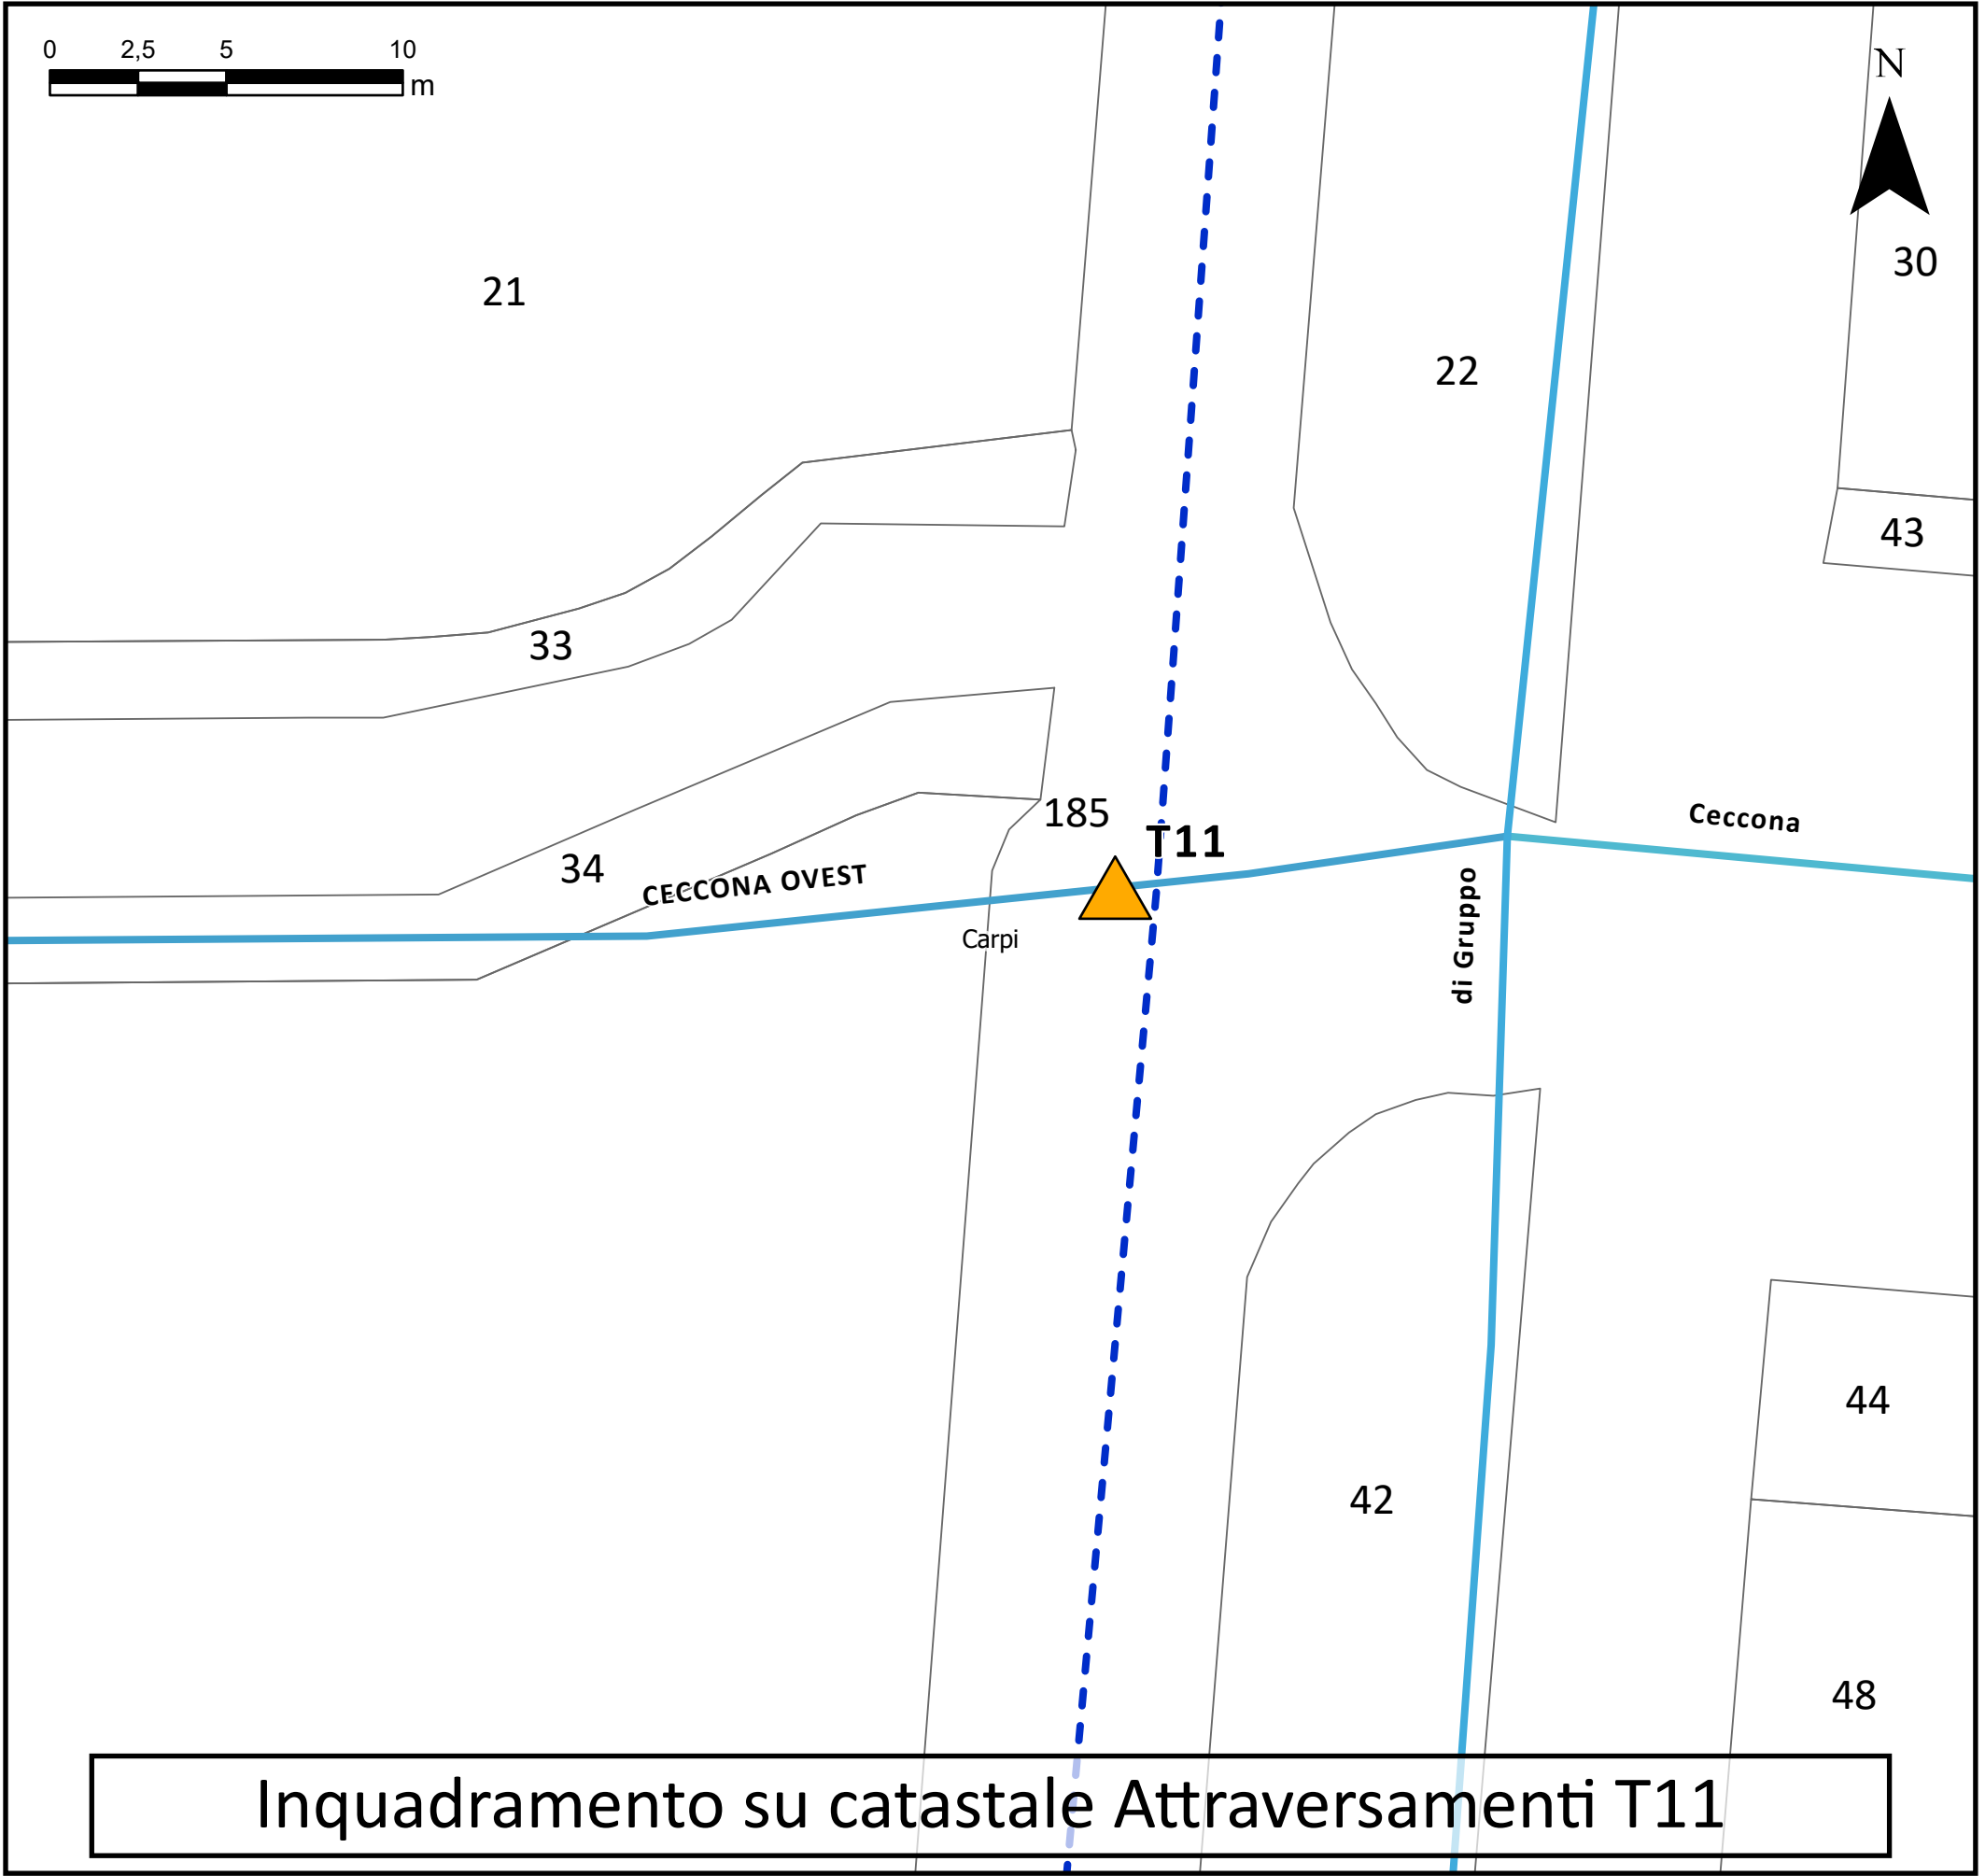 0 2,5 5 10
m
N
21
30
22
43
33
185
Ceccona
T11
34
CECCONA OVEST
di Gruppo
Carpi
44
42
48
Inquadramento su catastale Attraversamenti T11